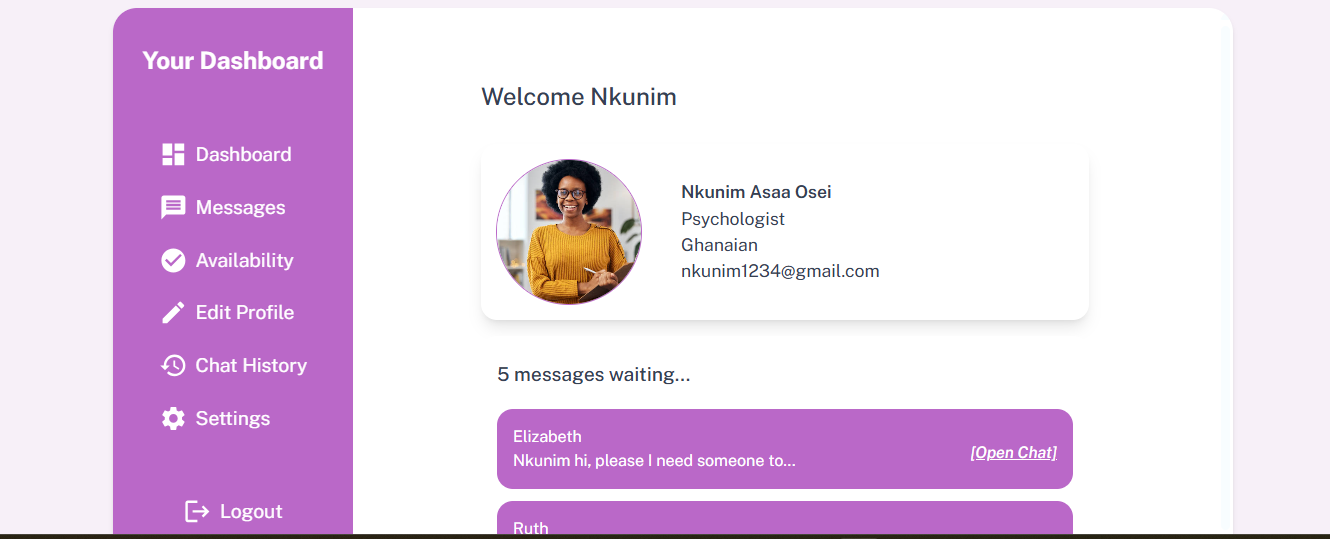 Your Dashboard
Dashboard
Messages
Availability
Edit Profile
Chat History
Settings
Logout
Welcome Nkunim
Nkunim Asaa Osei
Psychologist
Ghanaian
nkunim1234@gmail.com
5 messages waiting...
Elizabeth
Nkunim hi, please I need someone to...
[Open Chat]
Ruth